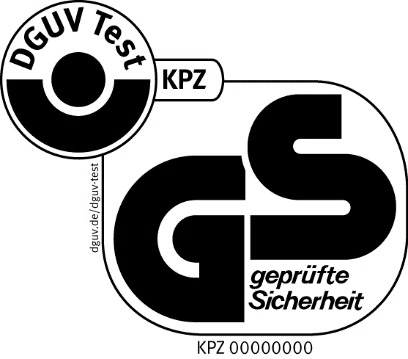 DGUV Test
KPZ
dguv.de/dguv-test
GS
geprüfte
Sicherheit
KPZ 00000000